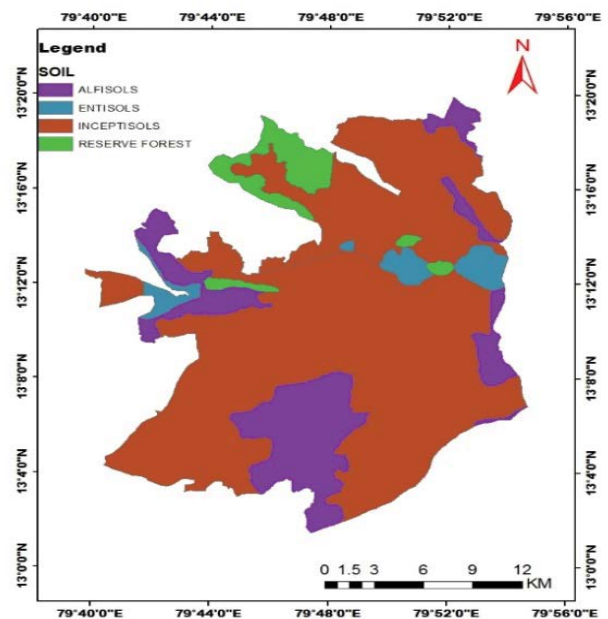 79°40'0"E 79°44'0"E 79°48'0"E 79°52'0"E 79°56'0"E
Legend
SOIL
ALFISOLS
ENTISOLS
INCEPTISOLS
RESERVE FOREST
N
13°20'0"N 13°20'0"N
13°16'0"N 13°16'0"N
13°12'0"N 13°12'0"N
13°8'0"N 13°8'0"N
13°4'0"N 13°4'0"N
13°0'0"N 13°0'0"N
0 1.5 3 6 9 12
KM
79°40'0"E 79°44'0"E 79°48'0"E 79°52'0"E 79°56'0"E